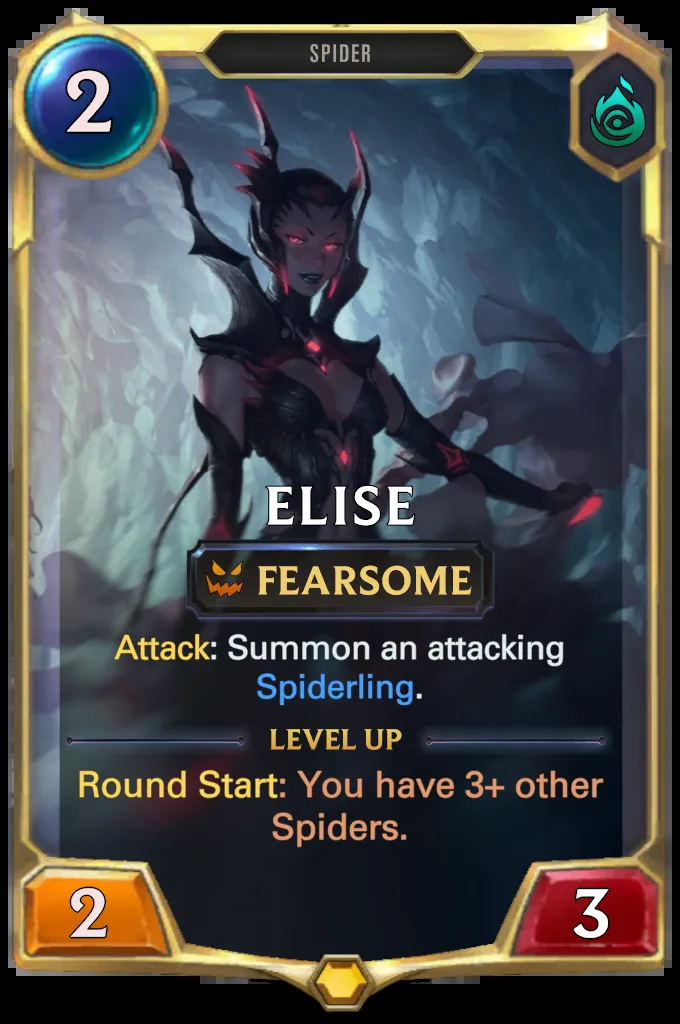 SPIDER
2
ELISE
FEARSOME
Attack: Summon an attacking
Spiderling.
LEVEL UP
Round Start: You have 3+ other
Spiders.
2
3